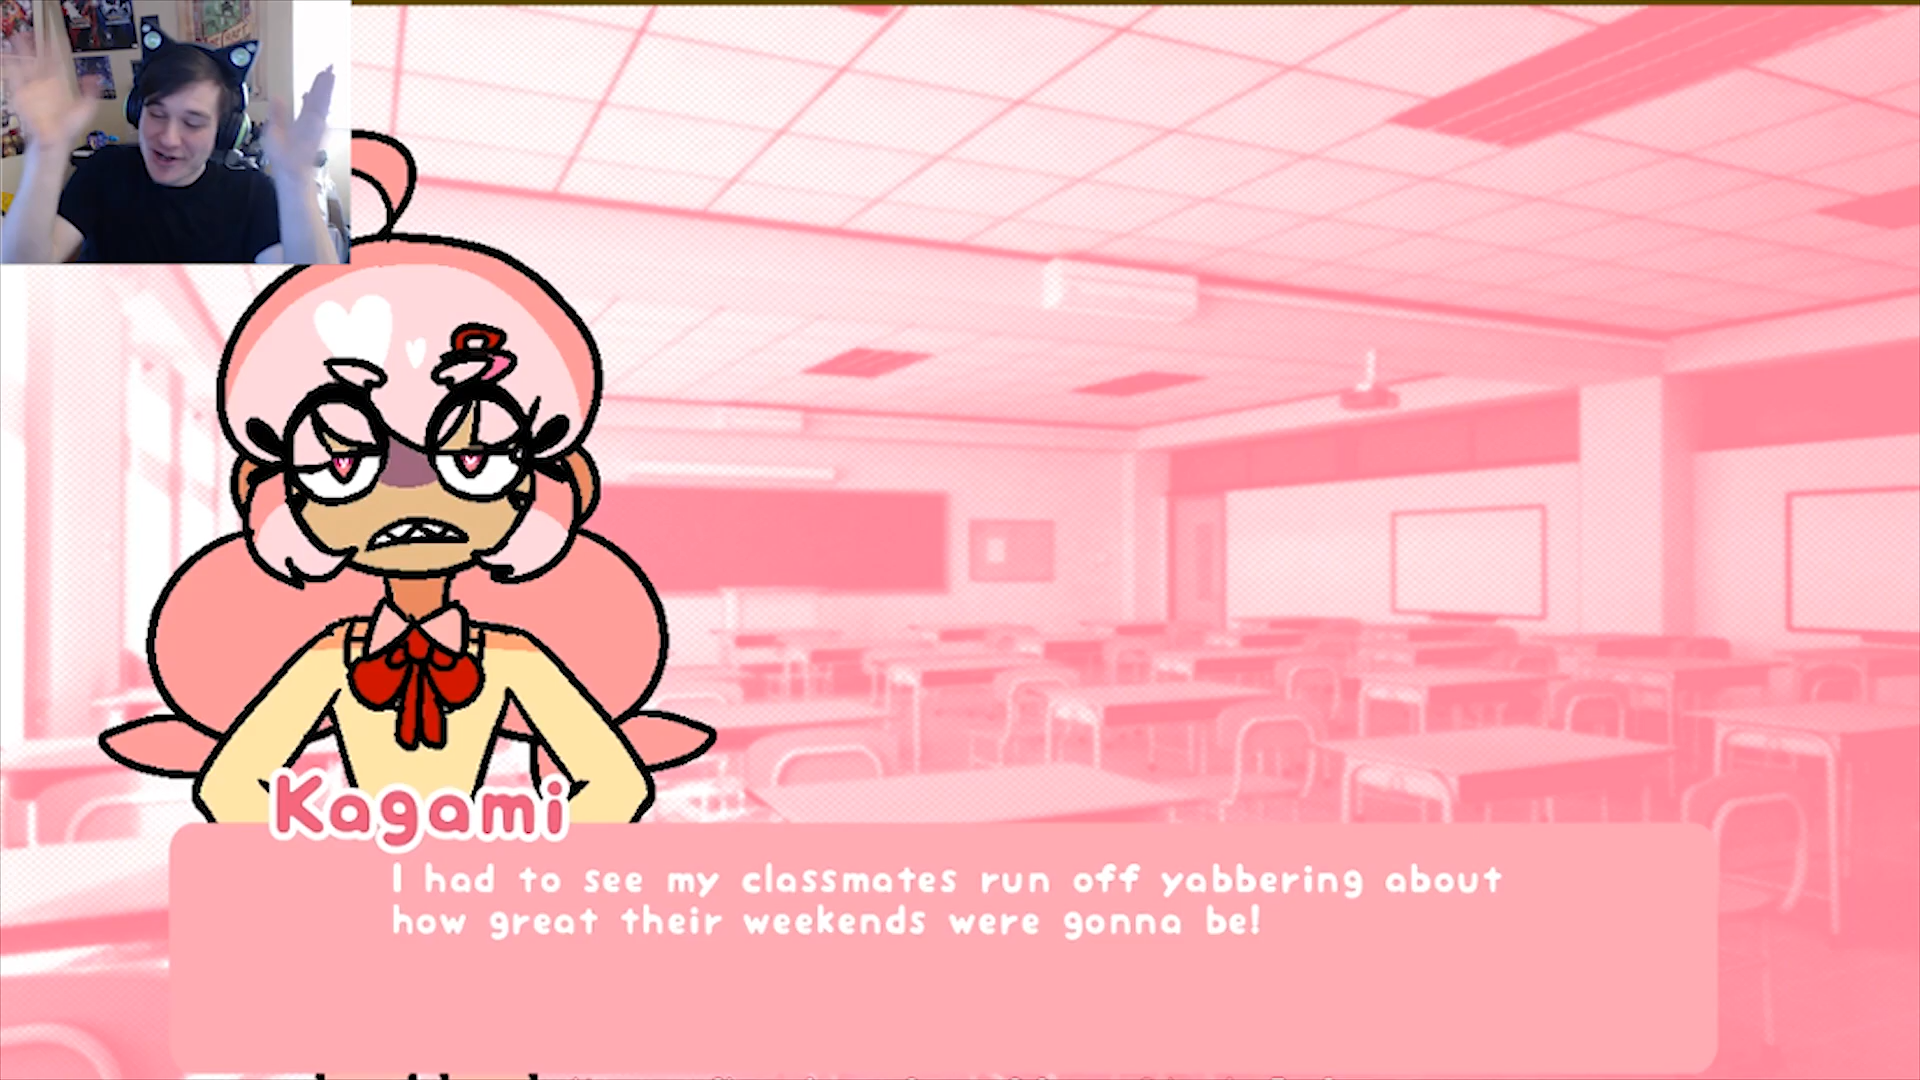 Kagami
I had to see my classmates run off yabbering about
how great their weekends were gonna be!